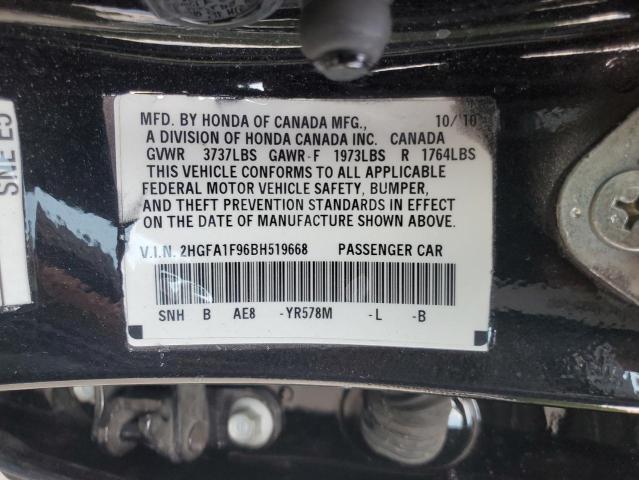 MFD. BY HONDA OF CANADA MFG., 10/10
A DIVISION OF HONDA CANADA INC. CANADA
GVWR 3737LBS GAWR-F 1973LBS R 1764LBS
THIS VEHICLE CONFORMS TO ALL APPLICABLE
FEDERAL MOTOR VEHICLE SAFETY, BUMPER,
AND THEFT PREVENTION STANDARDS IN EFFECT
ON THE DATE OF MANUFACTURE SHOWN ABOVE.
V.I.N. 2HGFA1F96BH519668 PASSENGER CAR
SNH B AE8 -YR578M -L -B